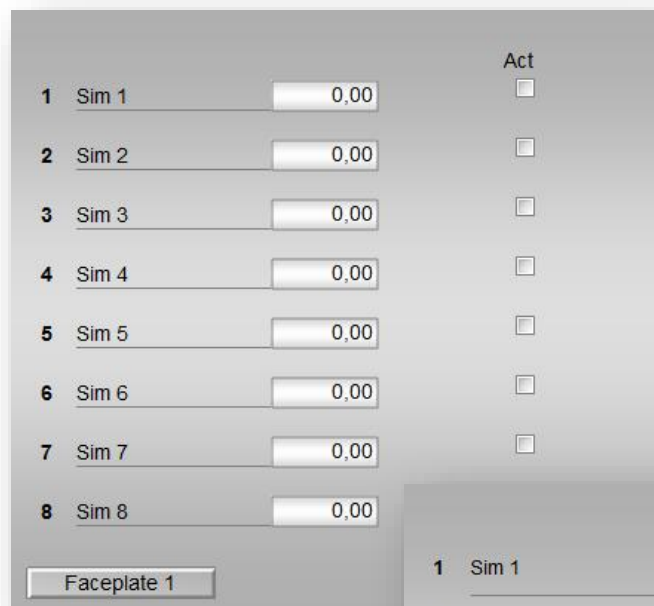 Act
1 Sim 1 0,00
2 Sim 2 0,00
3 Sim 3 0,00
4 Sim 4 0,00
5 Sim 5 0,00
6 Sim 6 0,00
7 Sim 7 0,00
8 Sim 8 0,00
Faceplate 1
1 Sim 1